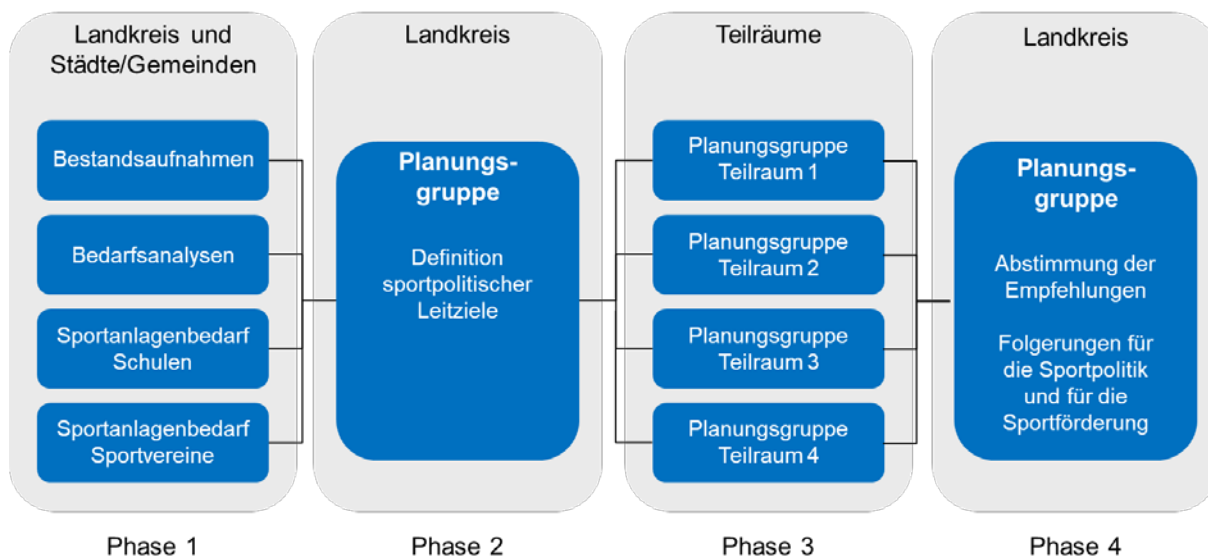 Landkreis und
Städte/Gemeinden
Bestandsaufnahmen
Bedarfsanalysen
Sportanlagenbedarf
Schulen
Sportanlagenbedarf
Sportvereine
Phase 1
Landkreis
Planungs-
gruppe
Definition
sportpolitischer
Leitziele
Phase 2
Teilräume
Planungsgruppe
Teilraum 1
Planungsgruppe
Teilraum 2
Planungsgruppe
Teilraum 3
Planungsgruppe
Teilraum 4
Phase 3
Landkreis
Planungs-
gruppe
Abstimmung der
Empfehlungen
Folgerungen für
die Sportpolitik
und für die
Sportförderung
Phase 4